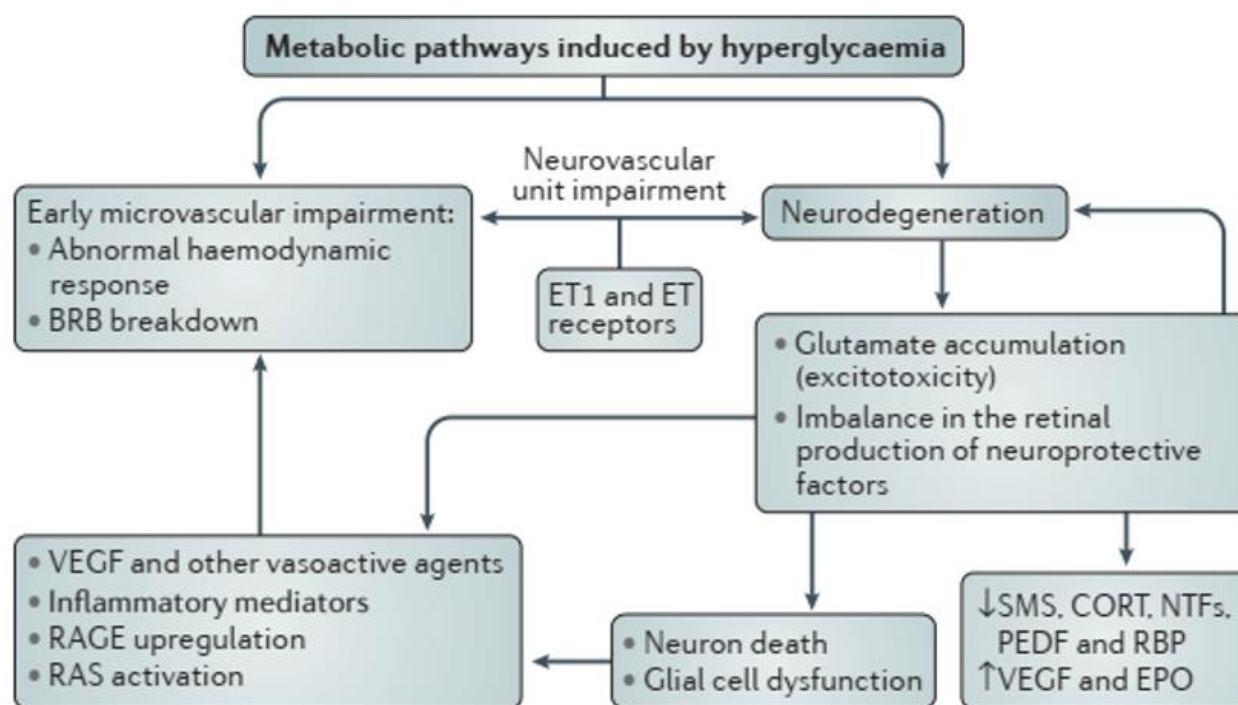 Metabolic pathways induced by hyperglycaemia
Neurovascular
unit impairment
Early microvascular impairment:
• Abnormal haemodynamic
response
• BRB breakdown
Neurodegeneration
ET1 and ET
receptors
• Glutamate accumulation
(excitotoxicity)
• Imbalance in the retinal
production of neuroprotective
factors
• VEGF and other vasoactive agents
• Inflammatory mediators
• RAGE upregulation
• RAS activation
• Neuron death
• Glial cell dysfunction
↓SMS, CORT, NTFs,
PEDF and RBP
↑VEGF and EPO